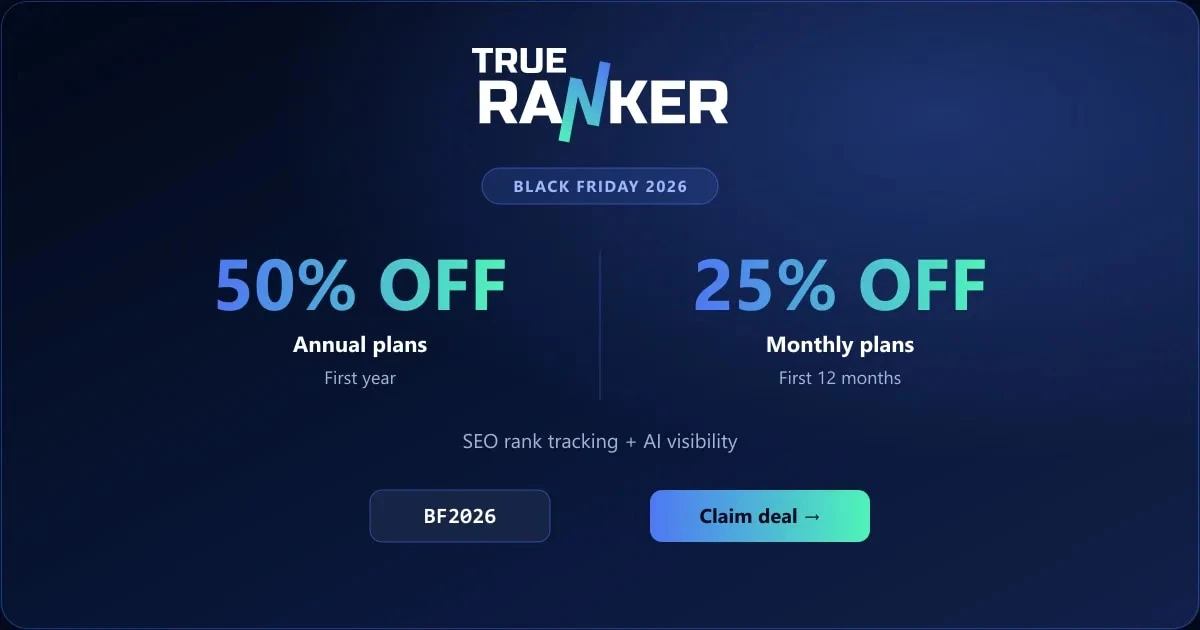 TRUE
RANKER
BLACK FRIDAY 2026
50% OFF
Annual plans
First year
25% OFF
Monthly plans
First 12 months
SEO rank tracking + AI visibility
BF2026
Claim deal →